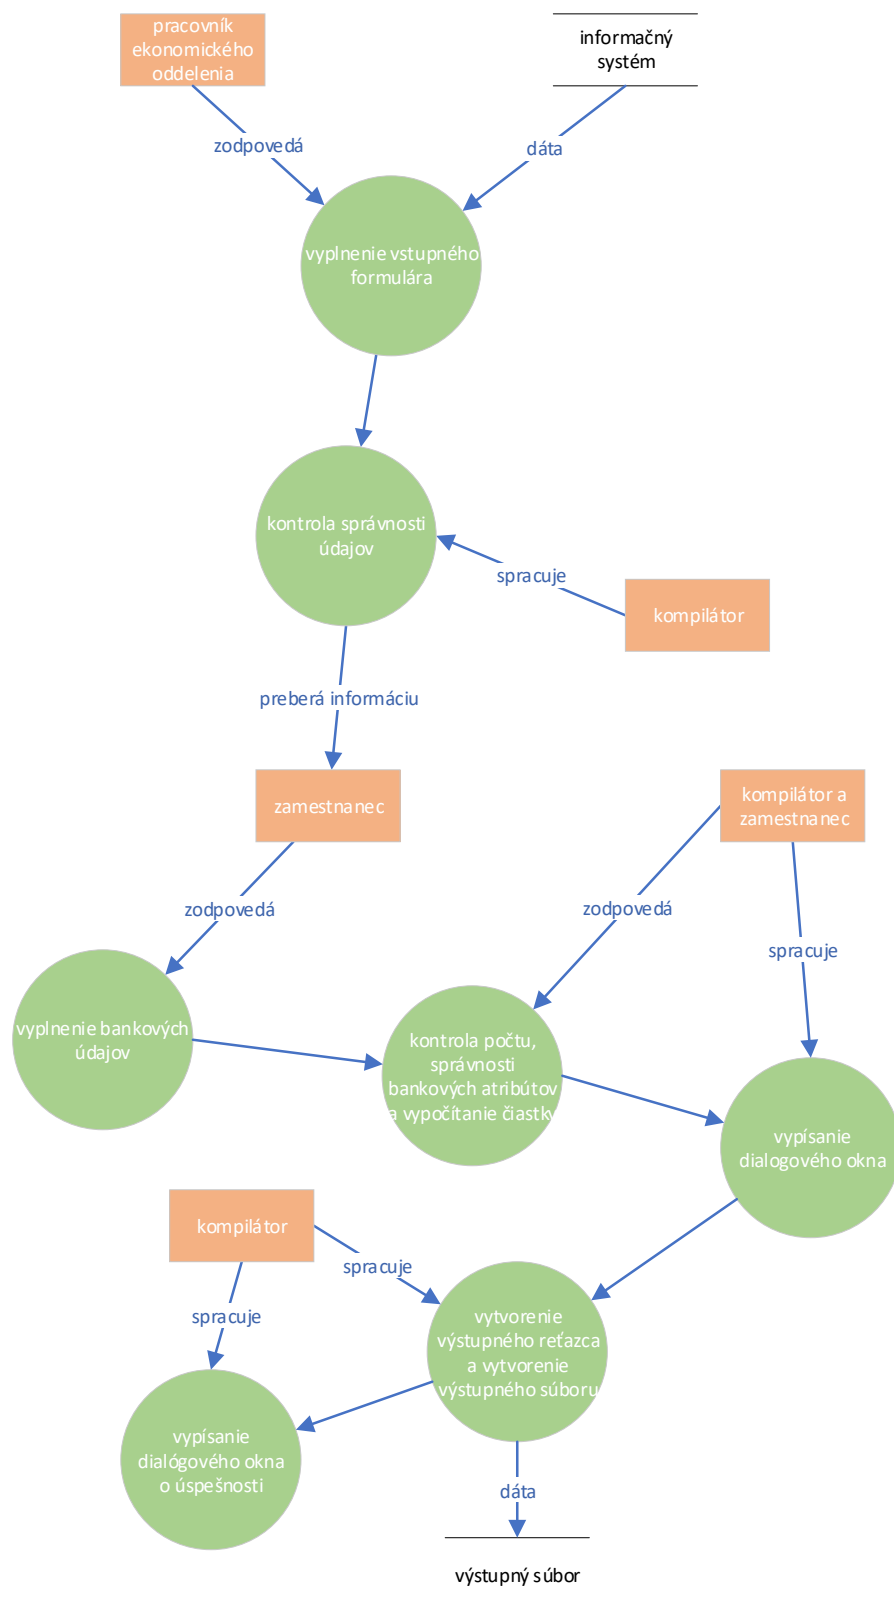 pracovník
ekonomického
oddelenia
informačný
systém
zodpovedá
dáta
vyplnenie vstupného
formulára
kontrola správnosti
údajov
spracuje
kompilátor
preberá informáciu
zamestnanec
kompilátor a
zamestnanec
zodpovedá
zodpovedá
spracuje
vyplnenie bankových
údajov
kontrola počtu,
správnosti
bankových atribútov
a vypočítanie čiastky
vypísanie
dialogového okna
kompilátor
spracuje
spracuje
vytvorenie
výstupného reťazca
a vytvorenie
výstupného súboru
vypísanie
dialógového okna
o úspešnosti
dáta
výstupný súbor